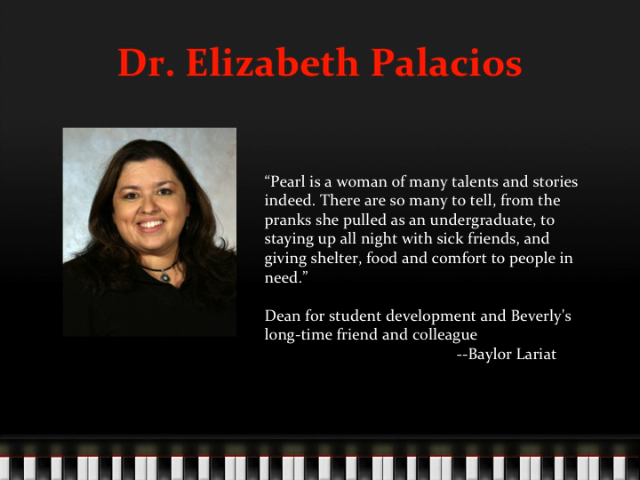 Dr. Elizabeth Palacios
“Pearl is a woman of many talents and stories
indeed. There are so many to tell, from the
pranks she pulled as an undergraduate, to
staying up all night with sick friends, and
giving shelter, food and comfort to people in
need.”
Dean for student development and Beverly's
long-time friend and colleague
--Baylor Lariat